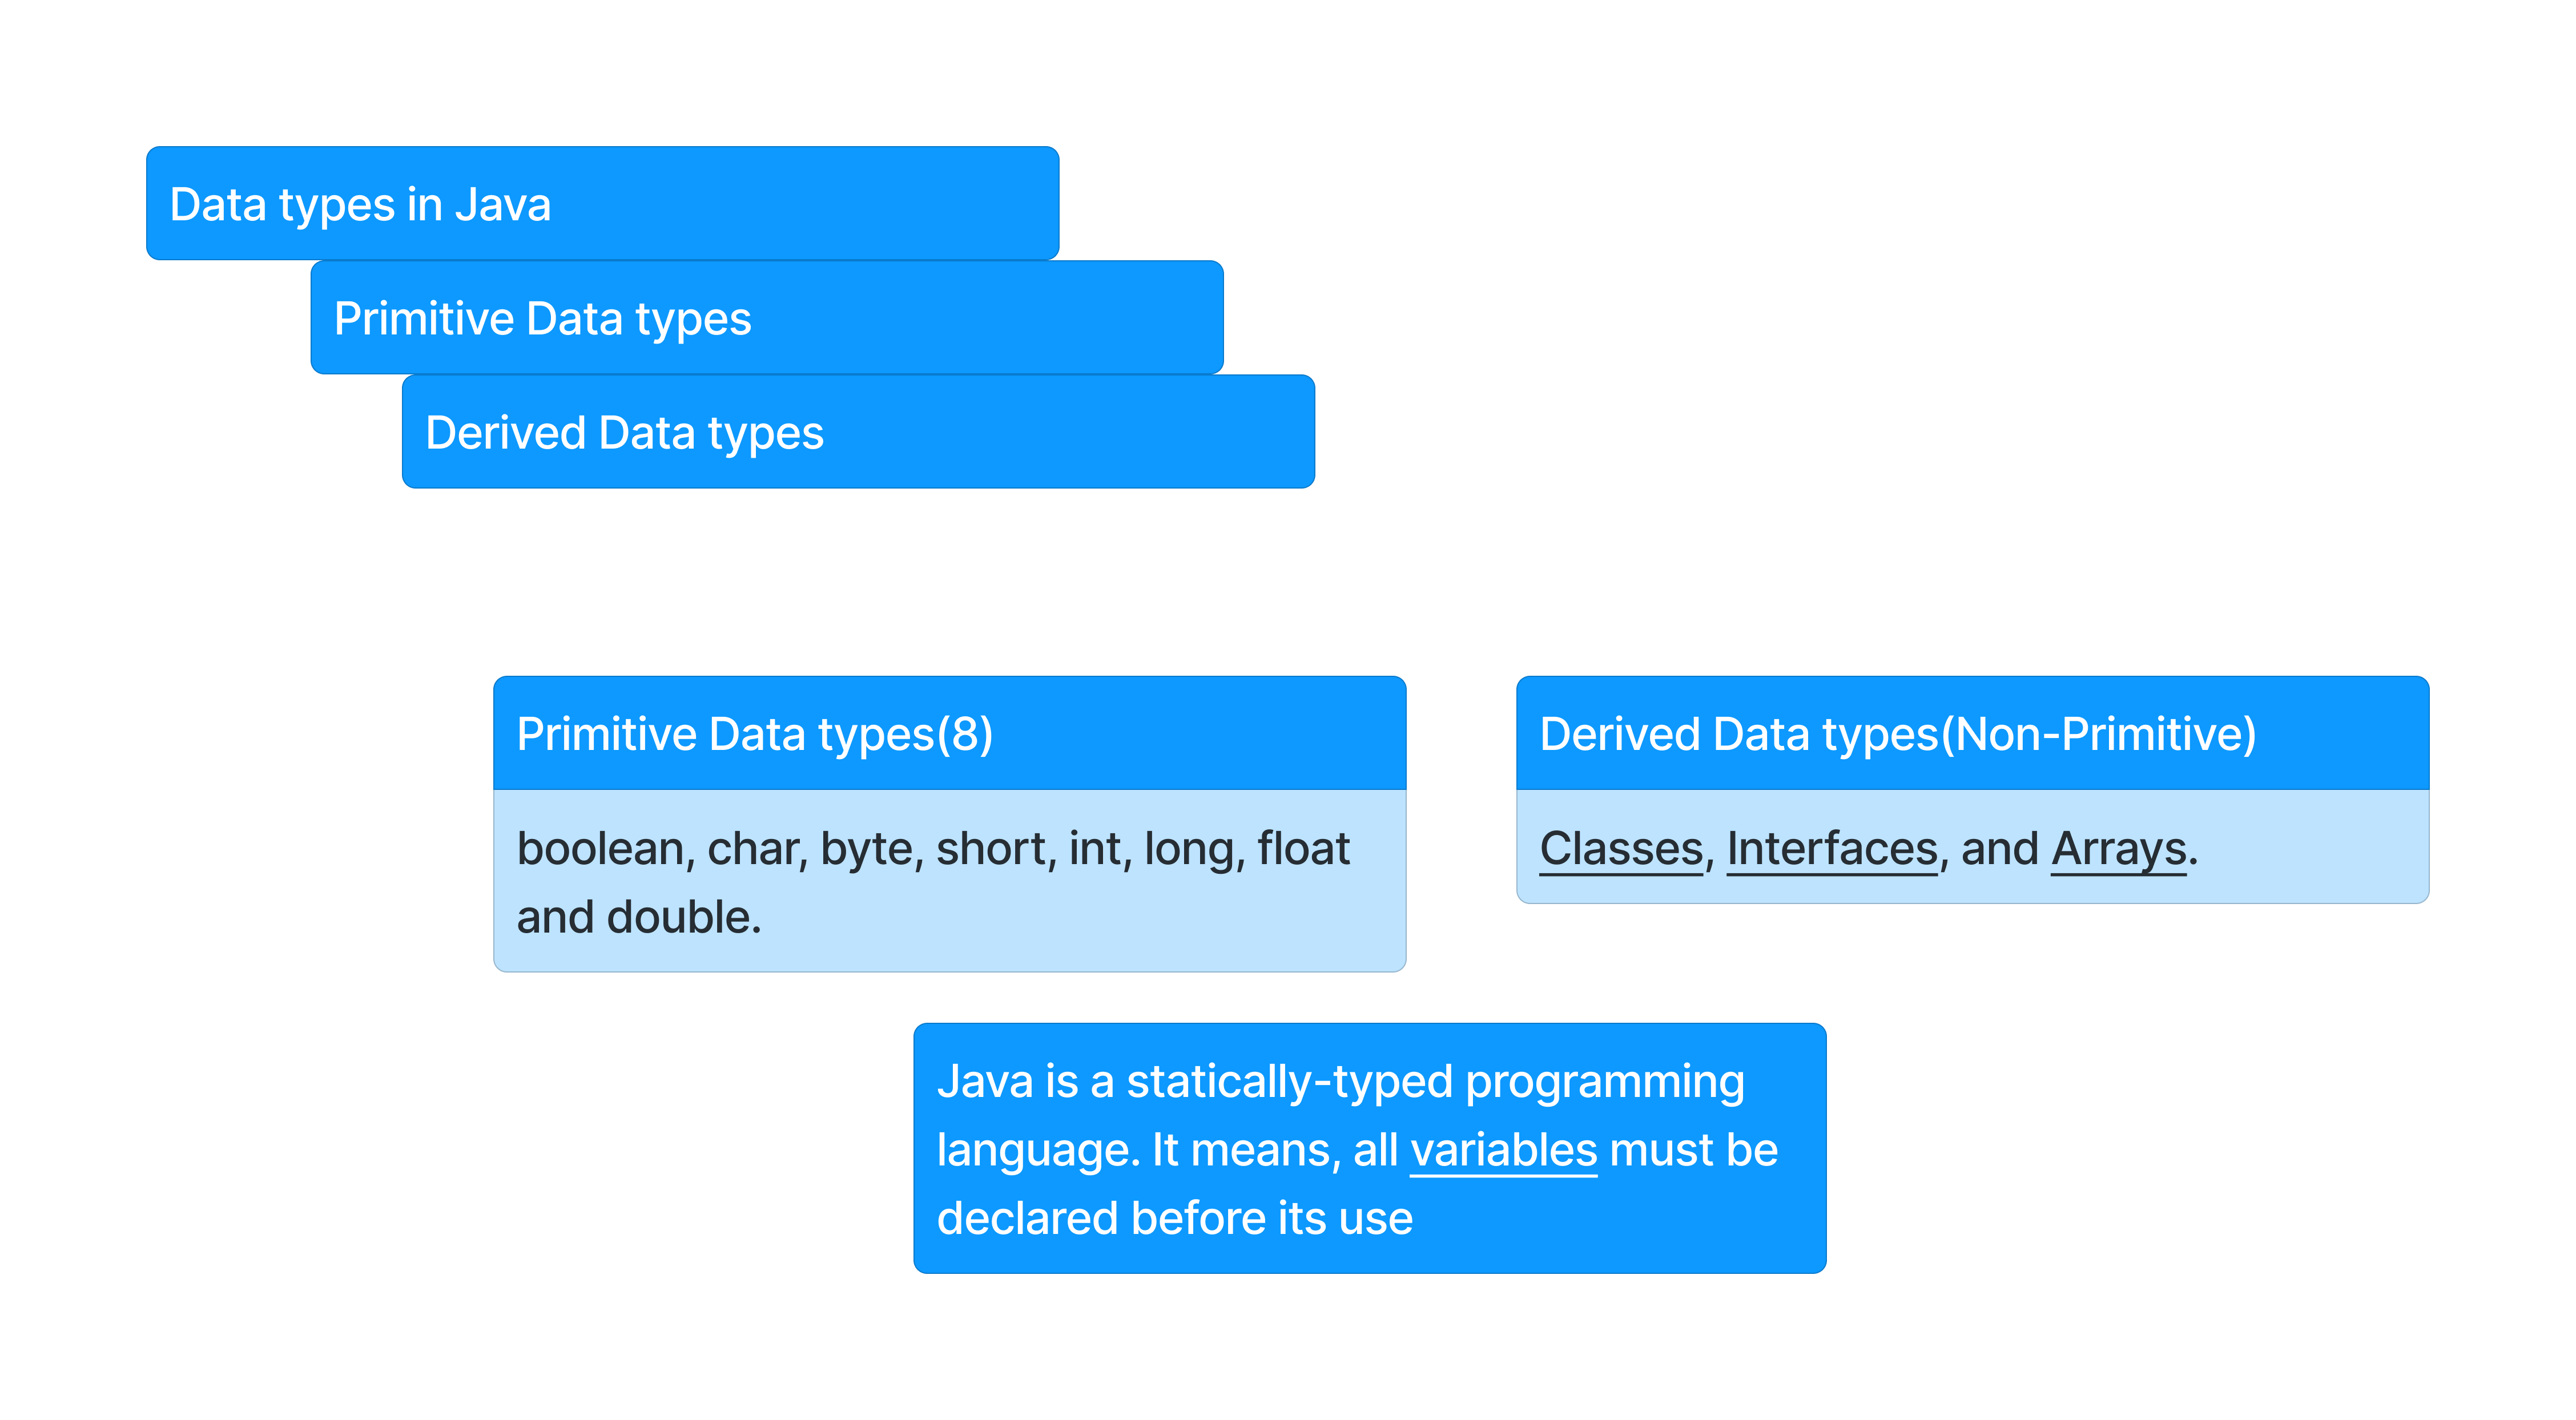 Data types in Java
Primitive Data types
Derived Data types
Primitive Data types(8)
boolean, char, byte, short, int, long, float
and double.
Derived Data types(Non-Primitive)
Classes, Interfaces, and Arrays.
Java is a statically-typed programming
language. It means, all variables must be
declared before its use